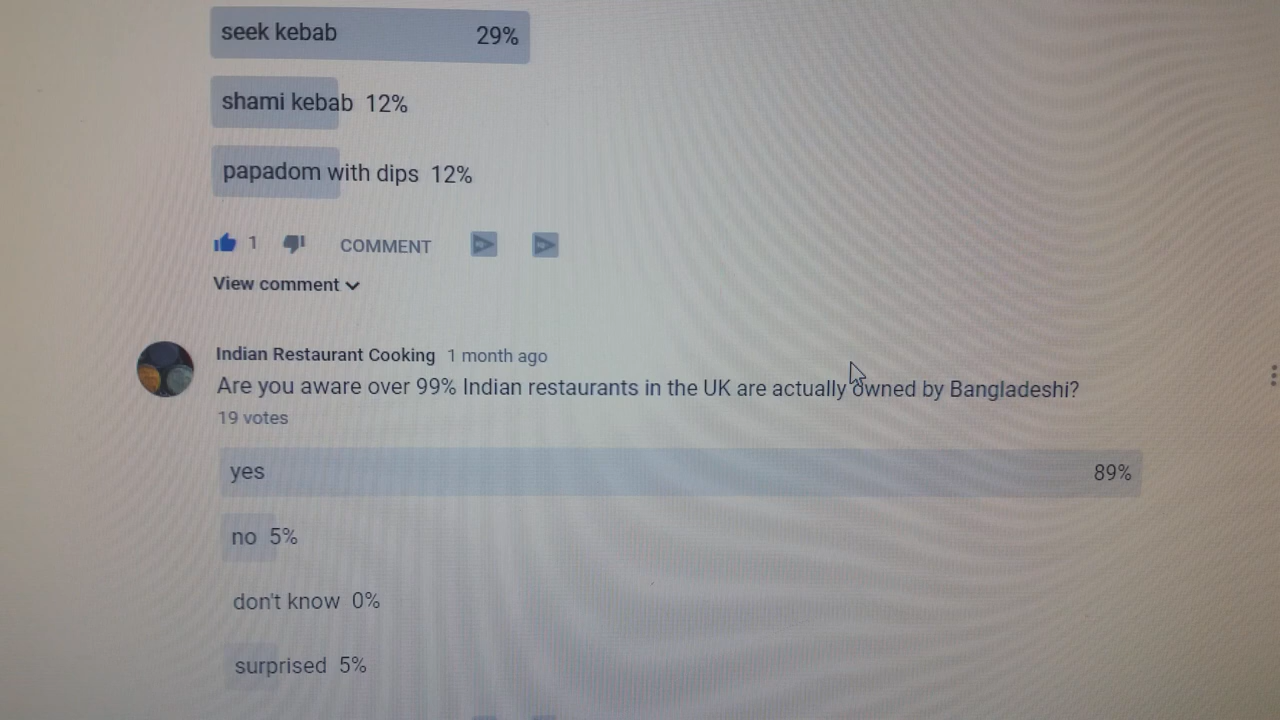 seek kebab 29%
shami kebab 12%
papadom with dips 12%
1 COMMENT
View comment
Indian Restaurant Cooking 1 month ago
Are you aware over 99% Indian restaurants in the UK are actually owned by Bangladeshi?
19 votes
yes 89%
no 5%
don't know 0%
surprised 5%